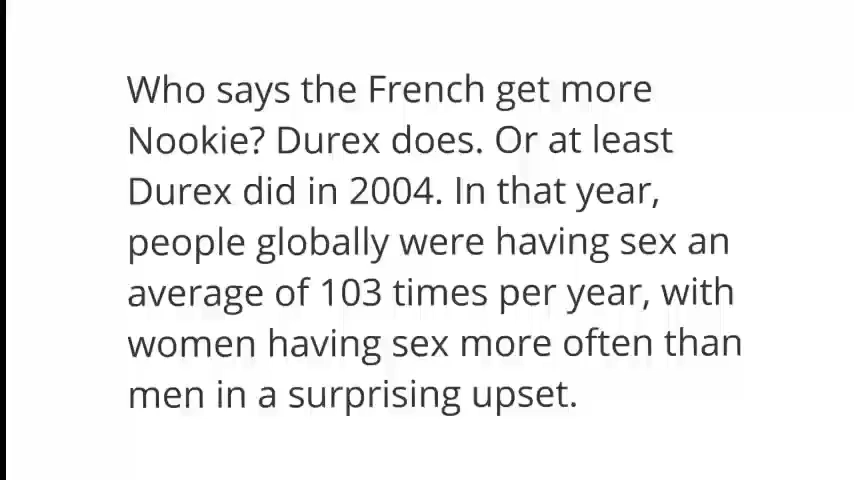 Who says the French get more
Nookie? Durex does. Or at least
Durex did in 2004. In that year,
people globally were having sex an
average of 103 times per year, with
women having sex more often than
men in a surprising upset.